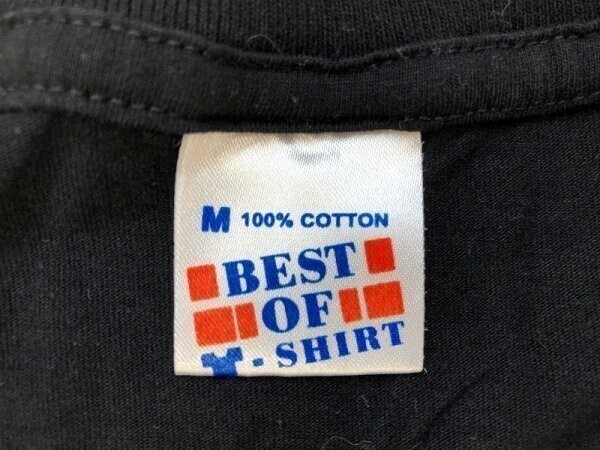 M 100% COTTON
BEST
OF
- SHIRT